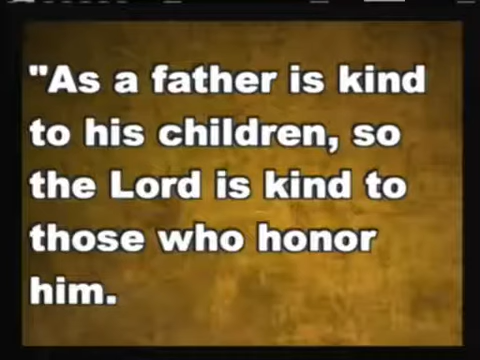 "As a father is kind
to his children, so
the Lord is kind to
those who honor
him.